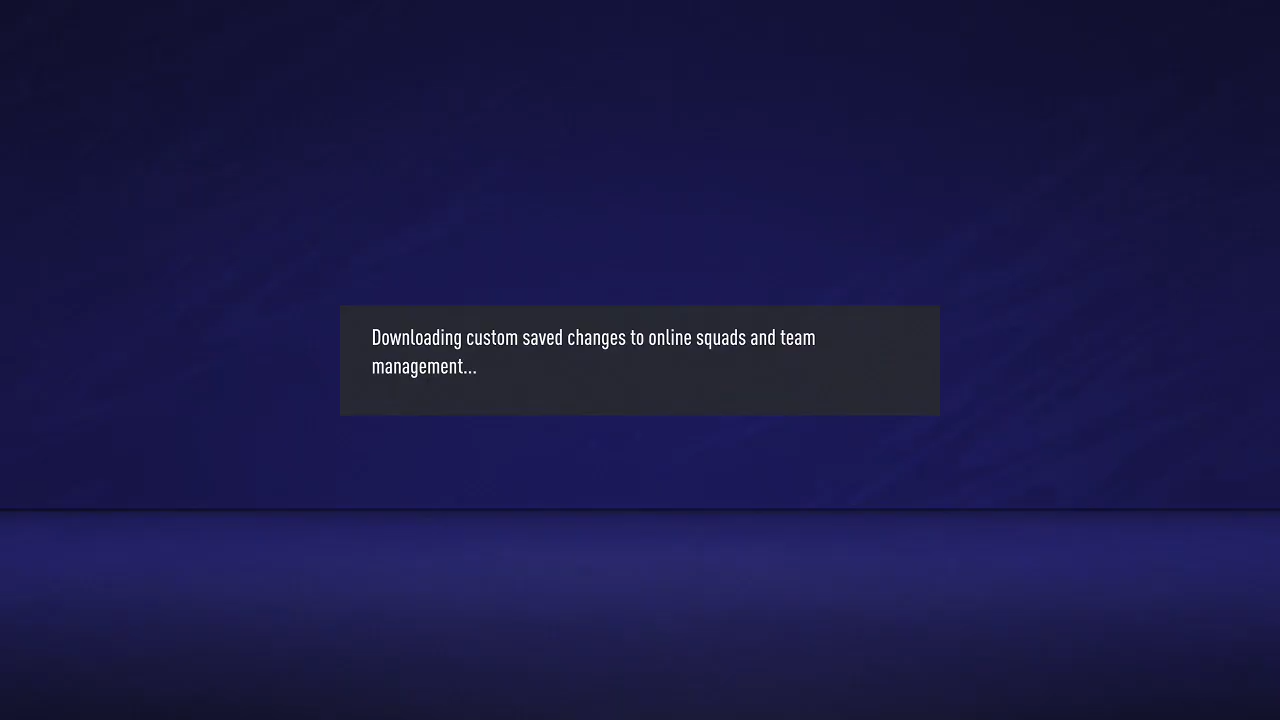 Downloading custom saved changes to online squads and team
management...